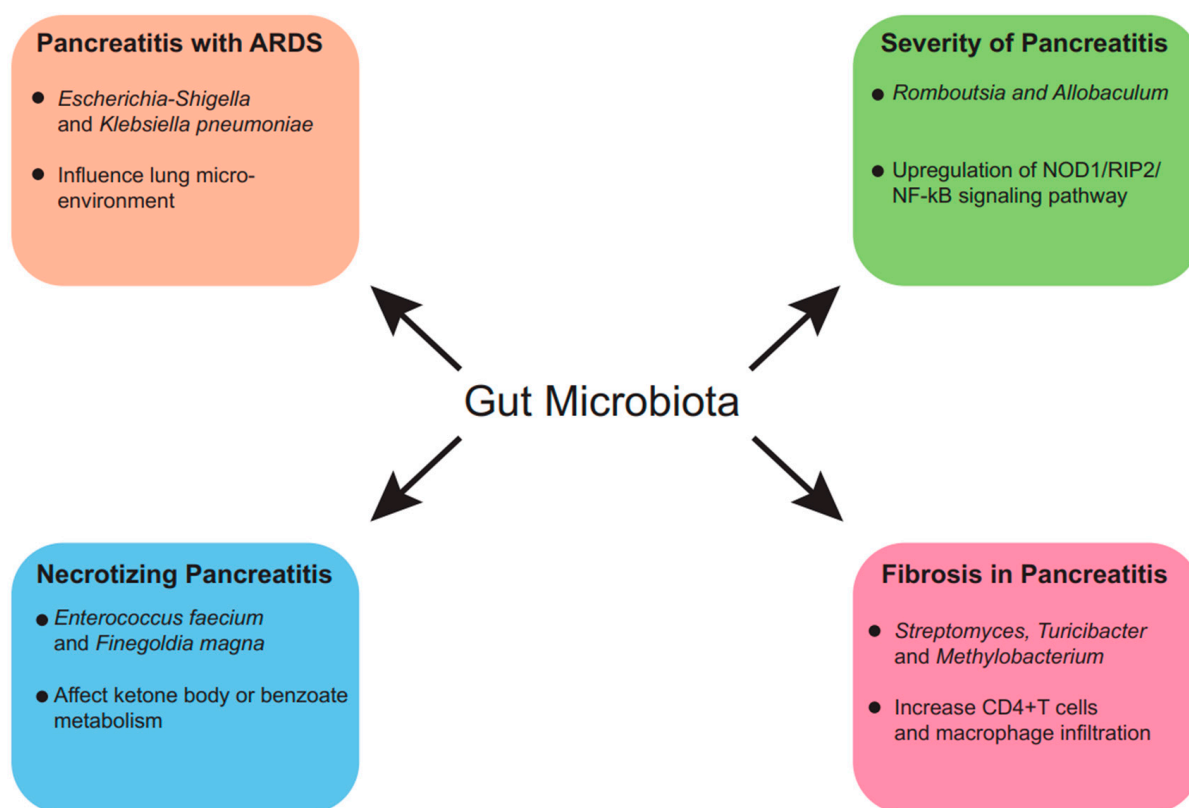 Pancreatitis with ARDS
● Escherichia-Shigella
and Klebsiella pneumoniae
● Influence lung micro-
environment
Severity of Pancreatitis
● Romboutsia and Allobaculum
● Upregulation of NOD1/RIP2/
NF-kB signaling pathway
Gut Microbiota
Necrotizing Pancreatitis
● Enterococcus faecium
and Finegoldia magna
● Affect ketone body or benzoate
metabolism
Fibrosis in Pancreatitis
● Streptomyces, Turicibacter
and Methylobacterium
● Increase CD4+T cells
and macrophage infiltration